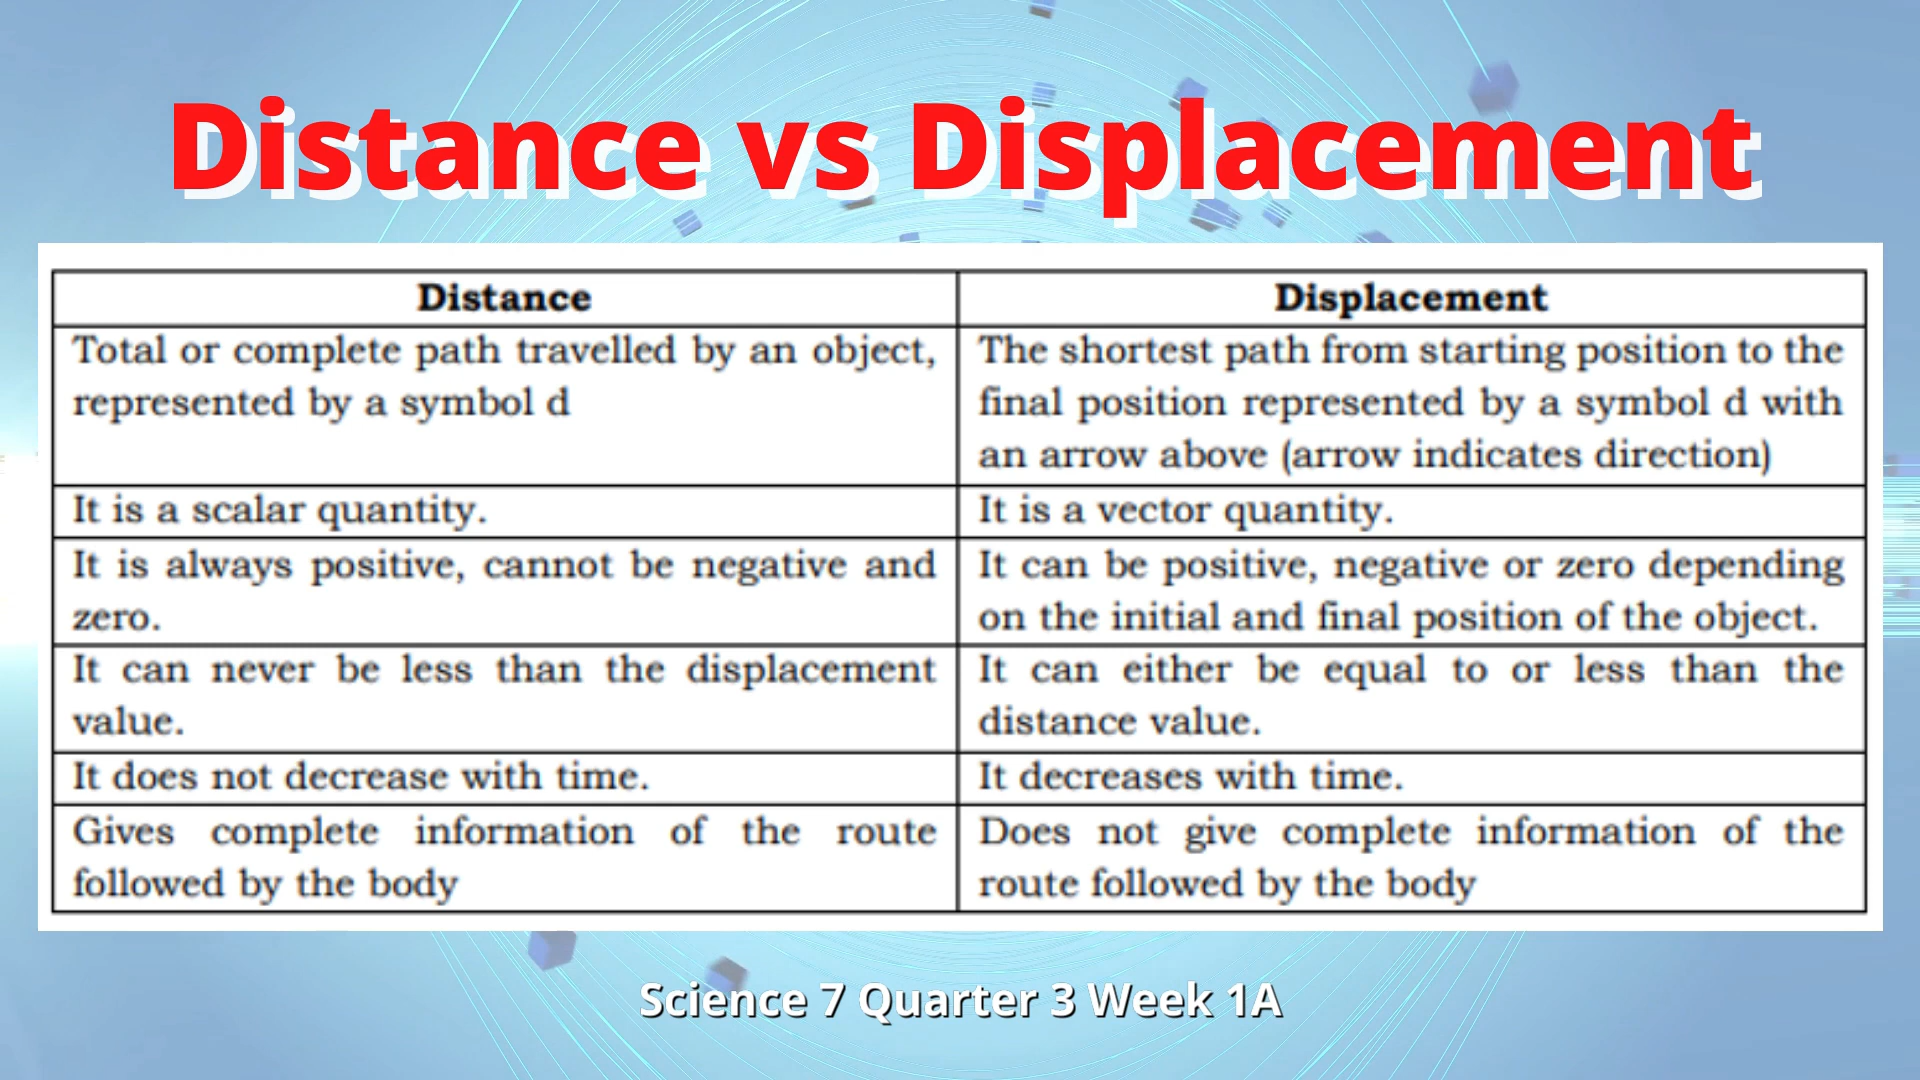 Distance vs Displacement
Distance
Displacement
Total or complete path travelled by an object,
represented by a symbol d
The shortest path from starting position to the
final position represented by a symbol d with
an arrow above (arrow indicates direction)
It is a scalar quantity.
It is a vector quantity.
It is always positive, cannot be negative and
zero.
It can be positive, negative or zero depending
on the initial and final position of the object.
It can never be less than the displacement
value.
It can either be equal to or less than the
distance value.
It does not decrease with time.
It decreases with time.
Gives complete information of the route
followed by the body
Does not give complete information of the
route followed by the body
Science 7 Quarter 3 Week 1A